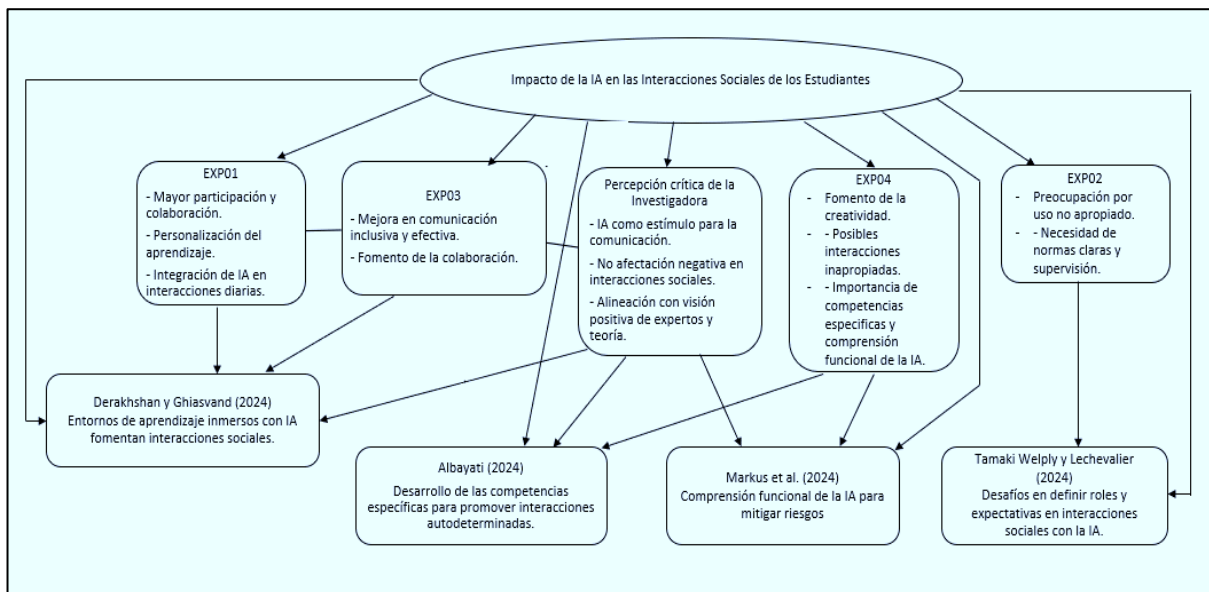 Impacto de la IA en las Interacciones Sociales de los Estudiantes
EXP01
- Mayor participación y
colaboración.
- Personalización del
aprendizaje.
- Integración de IA en
interacciones diarias.
EXP03
- Mejora en comunicación
inclusiva y efectiva.
- Fomento de la colaboración.
Percepción crítica de la
Investigadora
- IA como estímulo para la
comunicación.
- No afectación negativa en
interacciones sociales.
- Alineación con visión
positiva de expertos y
teoría.
EXP04
- Fomento de la
creatividad.
- - Posibles
interacciones
inapropiadas.
- - Importancia de
competencias
especificas y
comprensión
funcional de la IA.
EXP02
- Preocupación por
uso no apropiado.
- - Necesidad de
normas claras y
supervisión.
Derakhshan y Ghiasvand (2024)
Entornos de aprendizaje inmersos con IA
fomentan interacciones sociales.
Albayati (2024)
Desarrollo de las competencias
específicas para promover interacciones
autodeterminadas.
Markus et al. (2024)
Comprensión funcional de la IA para
mitigar riesgos
Tamaki Welply y Lechevalier
(2024)
Desafíos en definir roles y
expectativas en interacciones
sociales con la IA.